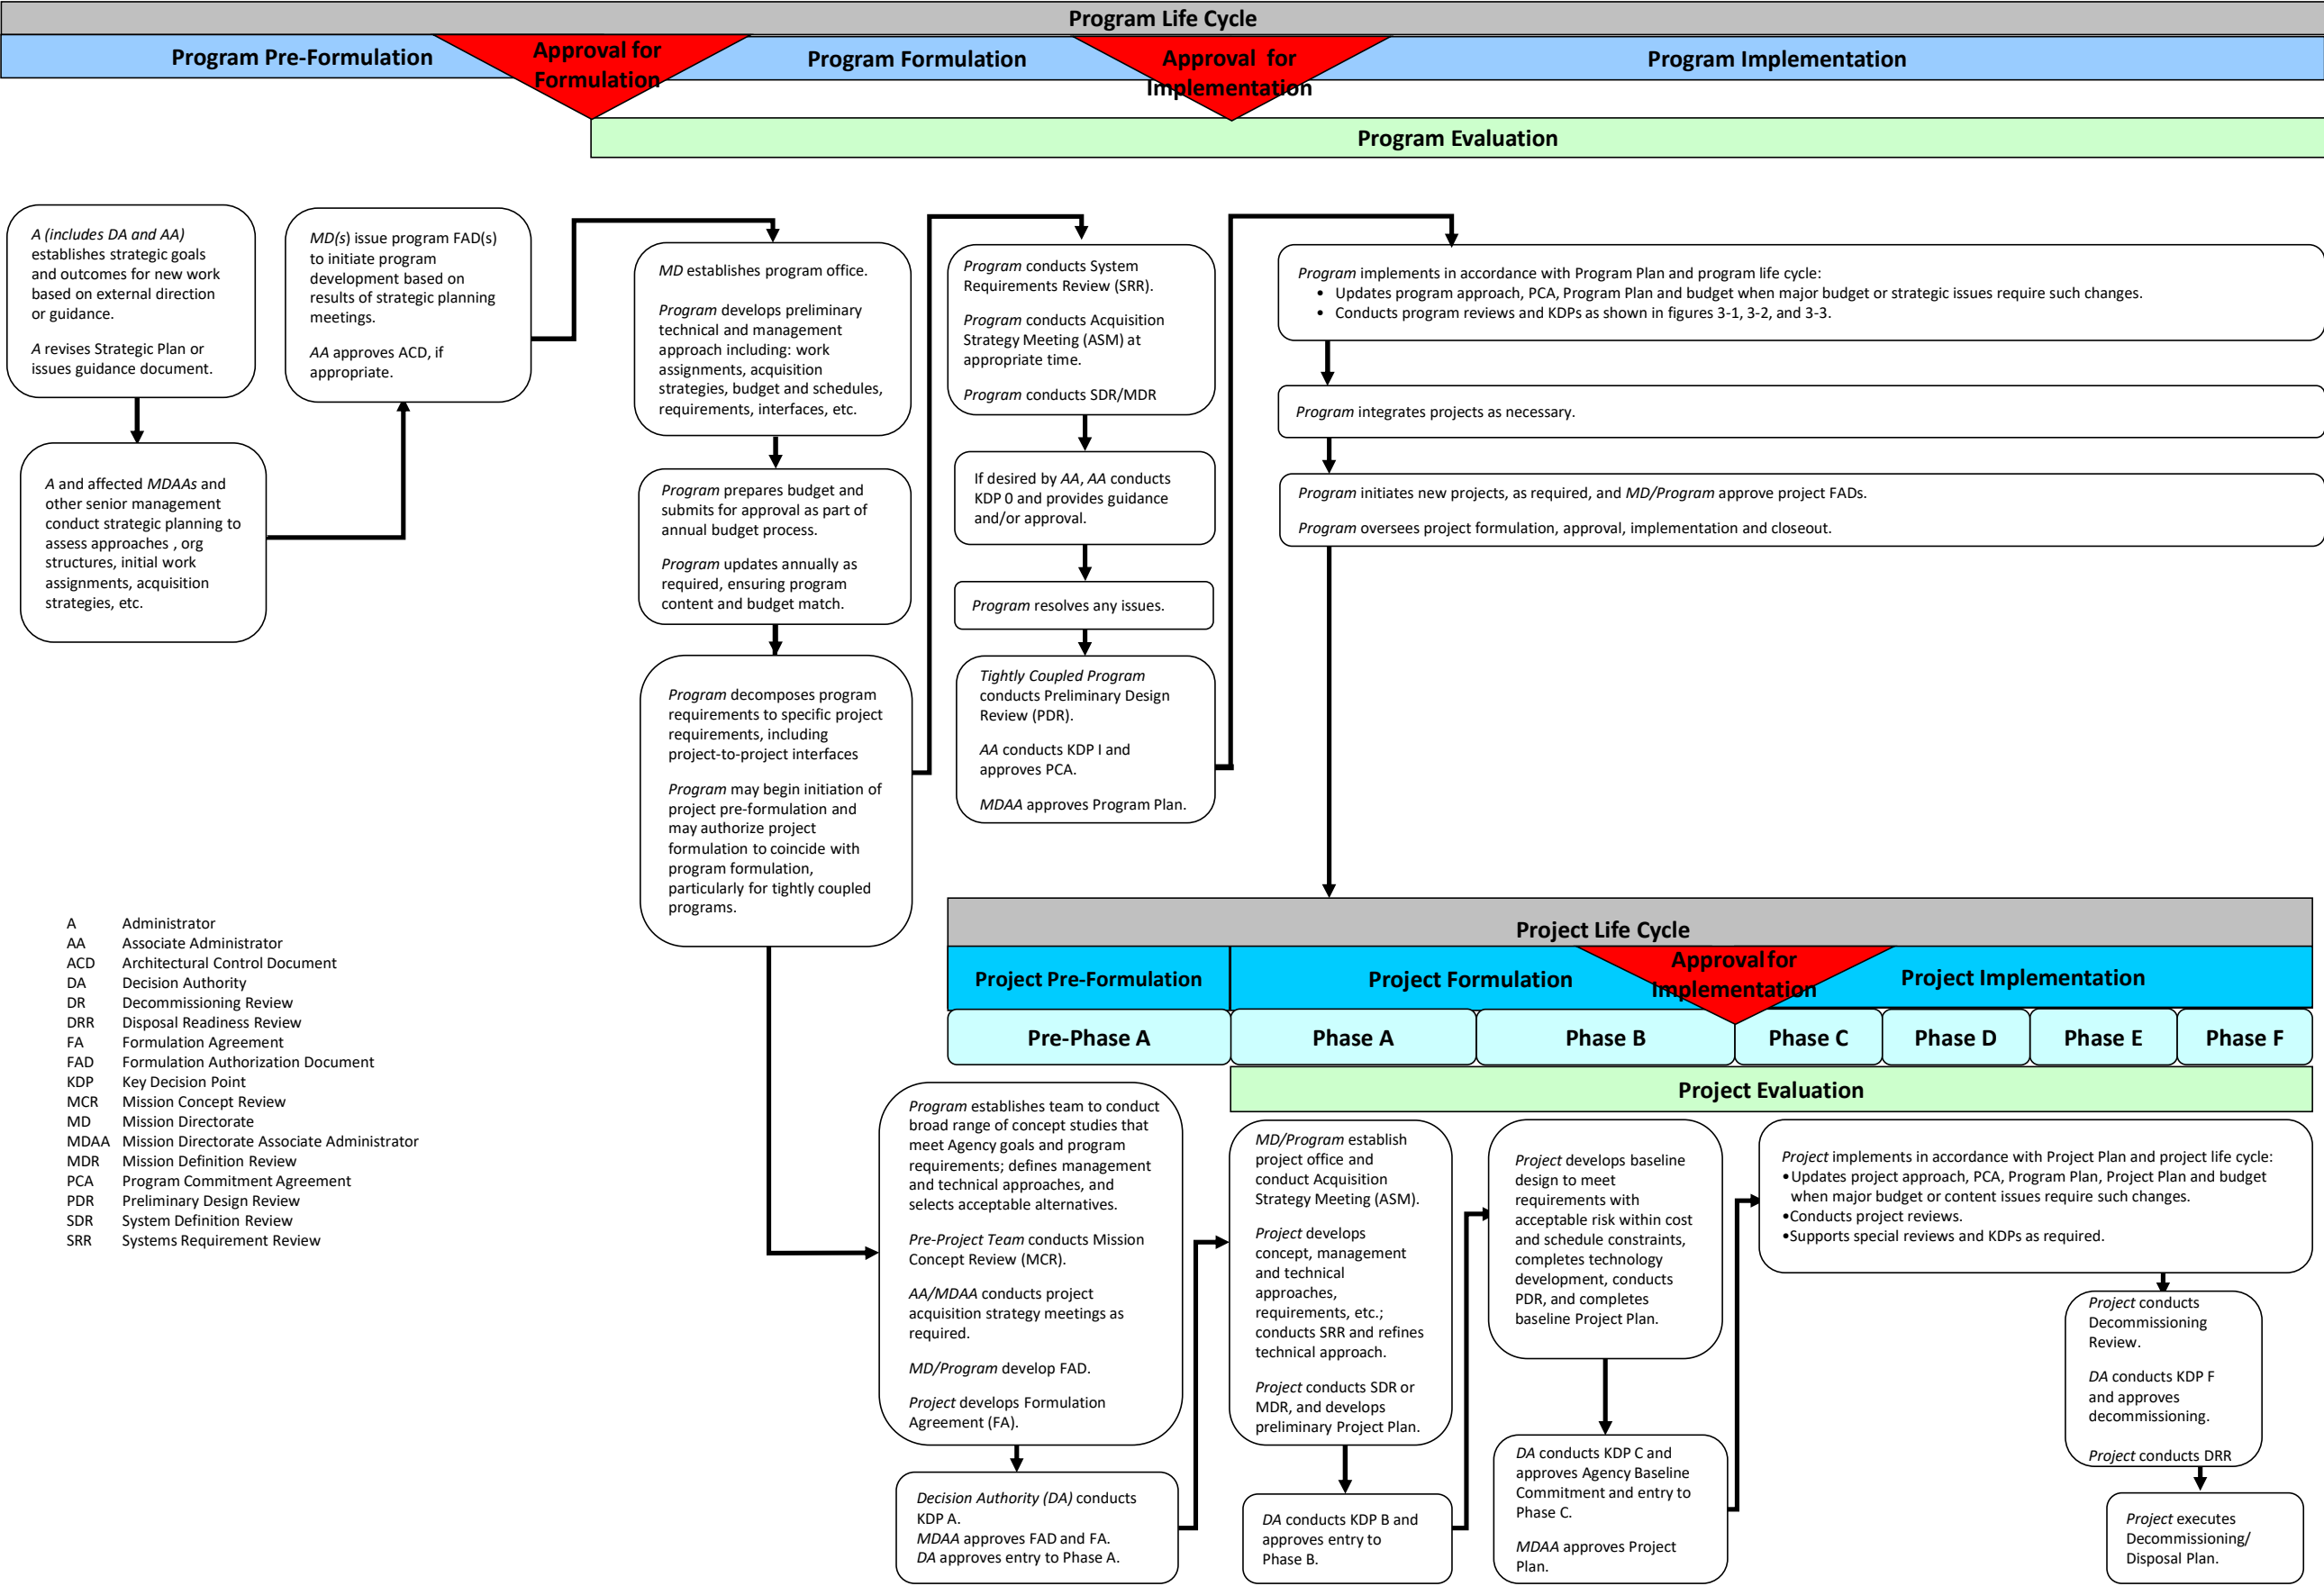 Program Life Cycle
Program Pre-Formulation
Approval for
Formulation
Program Formulation
Approval for
Implementation
Program Implementation
Program Evaluation
A (includes DA and AA)
establishes strategic goals
and outcomes for new work
based on external direction
or guidance.
A revises Strategic Plan or
issues guidance document.
A and affected MDAAs and
other senior management
conduct strategic planning to
assess approaches , org
structures, initial work
assignments, acquisition
strategies, etc.
MD(s) issue program FAD(s)
to initiate program
development based on
results of strategic planning
meetings.
AA approves ACD, if
appropriate.
MD establishes program office.
Program develops preliminary
technical and management
approach including: work
assignments, acquisition
strategies, budget and schedules,
requirements, interfaces, etc.
Program prepares budget and
submits for approval as part of
annual budget process.
Program updates annually as
required, ensuring program
content and budget match.
Program decomposes program
requirements to specific project
requirements, including
project-to-project interfaces
Program may begin initiation of
project pre-formulation and
may authorize project
formulation to coincide with
program formulation,
particularly for tightly coupled
programs.
Program conducts System
Requirements Review (SRR).
Program conducts Acquisition
Strategy Meeting (ASM) at
appropriate time.
Program conducts SDR/MDR
If desired by AA, AA conducts
KDP 0 and provides guidance
and/or approval.
Program resolves any issues.
Tightly Coupled Program
conducts Preliminary Design
Review (PDR).
AA conducts KDP I and
approves PCA.
MDAA approves Program Plan.
Program implements in accordance with Program Plan and program life cycle:
• Updates program approach, PCA, Program Plan and budget when major budget or strategic issues require such changes.
• Conducts program reviews and KDPs as shown in figures 3-1, 3-2, and 3-3.
Program integrates projects as necessary.
Program initiates new projects, as required, and MD/Program approve project FADs.
Program oversees project formulation, approval, implementation and closeout.
A Administrator
AA Associate Administrator
ACD Architectural Control Document
DA Decision Authority
DR Decommissioning Review
DRR Disposal Readiness Review
FA Formulation Agreement
FAD Formulation Authorization Document
KDP Key Decision Point
MCR Mission Concept Review
MD Mission Directorate
MDAA Mission Directorate Associate Administrator
MDR Mission Definition Review
PCA Program Commitment Agreement
PDR Preliminary Design Review
SDR System Definition Review
SRR Systems Requirement Review
Project Life Cycle
Project Pre-Formulation
Project Formulation
Approval for
Implementation
Project Implementation
Pre-Phase A
Phase A
Phase B
Phase C
Phase D
Phase E
Phase F
Project Evaluation
Program establishes team to conduct
broad range of concept studies that
meet Agency goals and program
requirements; defines management
and technical approaches, and
selects acceptable alternatives.
Pre-Project Team conducts Mission
Concept Review (MCR).
AA/MDAA conducts project
acquisition strategy meetings as
required.
MD/Program develop FAD.
Project develops Formulation
Agreement (FA).
Decision Authority (DA) conducts
KDP A.
MDAA approves FAD and FA.
DA approves entry to Phase A.
MD/Program establish
project office and
conduct Acquisition
Strategy Meeting (ASM).
Project develops
concept, management
and technical
approaches,
requirements, etc.;
conducts SRR and refines
technical approach.
Project conducts SDR or
MDR, and develops
preliminary Project Plan.
DA conducts KDP B and
approves entry to
Phase B.
Project develops baseline
design to meet
requirements with
acceptable risk within cost
and schedule constraints,
completes technology
development, conducts
PDR, and completes
baseline Project Plan.
DA conducts KDP C and
approves Agency Baseline
Commitment and entry to
Phase C.
MDAA approves Project
Plan.
Project implements in accordance with Project Plan and project life cycle:
•Updates project approach, PCA, Program Plan, Project Plan and budget
when major budget or content issues require such changes.
•Conducts project reviews.
•Supports special reviews and KDPs as required.
Project conducts
Decommissioning
Review.
DA conducts KDP F
and approves
decommissioning.
Project conducts DRR
Project executes
Decommissioning/
Disposal Plan.